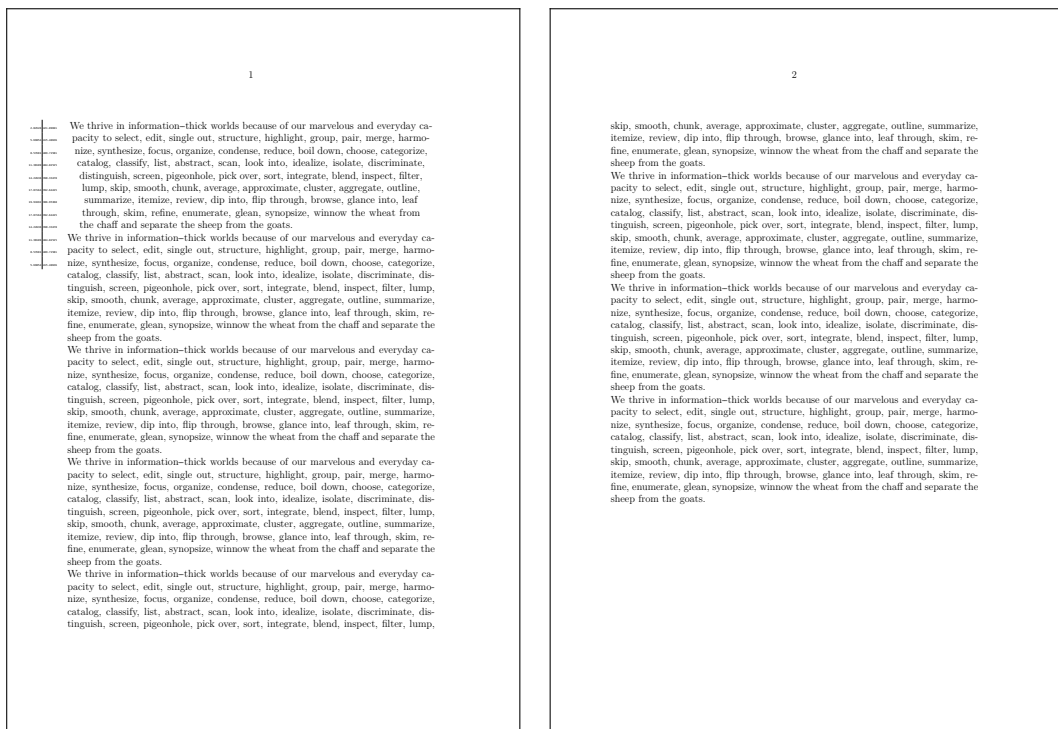 1
We thrive in information–thick worlds because of our marvelous and everyday ca-
pacity to select, edit, single out, structure, highlight, group, pair, merge, harmo-
nize, synthesize, focus, organize, condense, reduce, boil down, choose, categorize,
catalog, classify, list, abstract, scan, look into, idealize, isolate, discriminate,
distinguish, screen, pigeonhole, pick over, sort, integrate, blend, inspect, filter,
lump, skip, smooth, chunk, average, approximate, cluster, aggregate, outline,
summarize, itemize, review, dip into, flip through, browse, glance into, leaf
through, skim, refine, enumerate, glean, synopsize, winnow the wheat from
the chaff and separate the sheep from the goats.
We thrive in information–thick worlds because of our marvelous and everyday ca-
pacity to select, edit, single out, structure, highlight, group, pair, merge, harmo-
nize, synthesize, focus, organize, condense, reduce, boil down, choose, categorize,
catalog, classify, list, abstract, scan, look into, idealize, isolate, discriminate, dis-
tinguish, screen, pigeonhole, pick over, sort, integrate, blend, inspect, filter, lump,
skip, smooth, chunk, average, approximate, cluster, aggregate, outline, summarize,
itemize, review, dip into, flip through, browse, glance into, leaf through, skim, re-
fine, enumerate, glean, synopsize, winnow the wheat from the chaff and separate the
sheep from the goats.
We thrive in information–thick worlds because of our marvelous and everyday ca-
pacity to select, edit, single out, structure, highlight, group, pair, merge, harmo-
nize, synthesize, focus, organize, condense, reduce, boil down, choose, categorize,
catalog, classify, list, abstract, scan, look into, idealize, isolate, discriminate, dis-
tinguish, screen, pigeonhole, pick over, sort, integrate, blend, inspect, filter, lump,
skip, smooth, chunk, average, approximate, cluster, aggregate, outline, summarize,
itemize, review, dip into, flip through, browse, glance into, leaf through, skim, re-
fine, enumerate, glean, synopsize, winnow the wheat from the chaff and separate the
sheep from the goats.
We thrive in information–thick worlds because of our marvelous and everyday ca-
pacity to select, edit, single out, structure, highlight, group, pair, merge, harmo-
nize, synthesize, focus, organize, condense, reduce, boil down, choose, categorize,
catalog, classify, list, abstract, scan, look into, idealize, isolate, discriminate, dis-
tinguish, screen, pigeonhole, pick over, sort, integrate, blend, inspect, filter, lump,
skip, smooth, chunk, average, approximate, cluster, aggregate, outline, summarize,
itemize, review, dip into, flip through, browse, glance into, leaf through, skim, re-
fine, enumerate, glean, synopsize, winnow the wheat from the chaff and separate the
sheep from the goats.
We thrive in information–thick worlds because of our marvelous and everyday ca-
pacity to select, edit, single out, structure, highlight, group, pair, merge, harmo-
nize, synthesize, focus, organize, condense, reduce, boil down, choose, categorize,
catalog, classify, list, abstract, scan, look into, idealize, isolate, discriminate, dis-
tinguish, screen, pigeonhole, pick over, sort, integrate, blend, inspect, filter, lump,
2
skip, smooth, chunk, average, approximate, cluster, aggregate, outline, summarize,
itemize, review, dip into, flip through, browse, glance into, leaf through, skim, re-
fine, enumerate, glean, synopsize, winnow the wheat from the chaff and separate the
sheep from the goats.
We thrive in information–thick worlds because of our marvelous and everyday ca-
pacity to select, edit, single out, structure, highlight, group, pair, merge, harmo-
nize, synthesize, focus, organize, condense, reduce, boil down, choose, categorize,
catalog, classify, list, abstract, scan, look into, idealize, isolate, discriminate, dis-
tinguish, screen, pigeonhole, pick over, sort, integrate, blend, inspect, filter, lump,
skip, smooth, chunk, average, approximate, cluster, aggregate, outline, summarize,
itemize, review, dip into, flip through, browse, glance into, leaf through, skim, re-
fine, enumerate, glean, synopsize, winnow the wheat from the chaff and separate the
sheep from the goats.
We thrive in information–thick worlds because of our marvelous and everyday ca-
pacity to select, edit, single out, structure, highlight, group, pair, merge, harmo-
nize, synthesize, focus, organize, condense, reduce, boil down, choose, categorize,
catalog, classify, list, abstract, scan, look into, idealize, isolate, discriminate, dis-
tinguish, screen, pigeonhole, pick over, sort, integrate, blend, inspect, filter, lump,
skip, smooth, chunk, average, approximate, cluster, aggregate, outline, summarize,
itemize, review, dip into, flip through, browse, glance into, leaf through, skim, re-
fine, enumerate, glean, synopsize, winnow the wheat from the chaff and separate the
sheep from the goats.
We thrive in information–thick worlds because of our marvelous and everyday ca-
pacity to select, edit, single out, structure, highlight, group, pair, merge, harmo-
nize, synthesize, focus, organize, condense, reduce, boil down, choose, categorize,
catalog, classify, list, abstract, scan, look into, idealize, isolate, discriminate, dis-
tinguish, screen, pigeonhole, pick over, sort, integrate, blend, inspect, filter, lump,
skip, smooth, chunk, average, approximate, cluster, aggregate, outline, summarize,
itemize, review, dip into, flip through, browse, glance into, leaf through, skim, re-
fine, enumerate, glean, synopsize, winnow the wheat from the chaff and separate the
sheep from the goats.